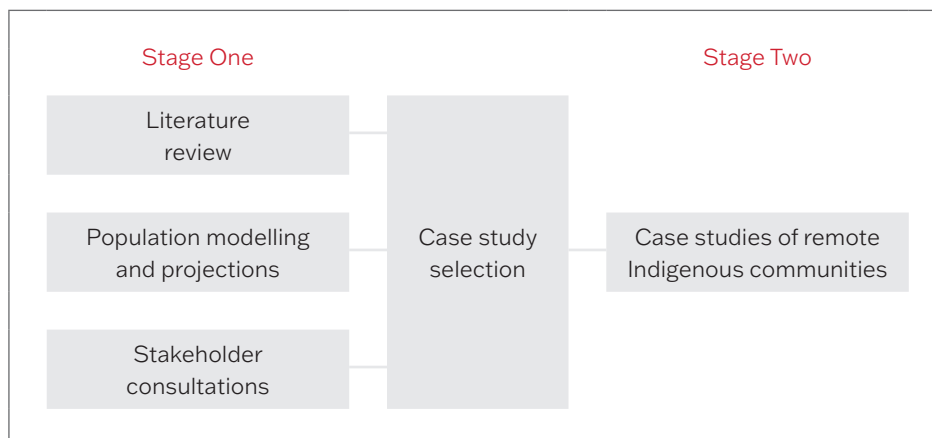 Stage One
Stage Two
Literature
review
Population modelling
and projections
Stakeholder
consultations
Case study
selection
Case studies of remote
Indigenous communities